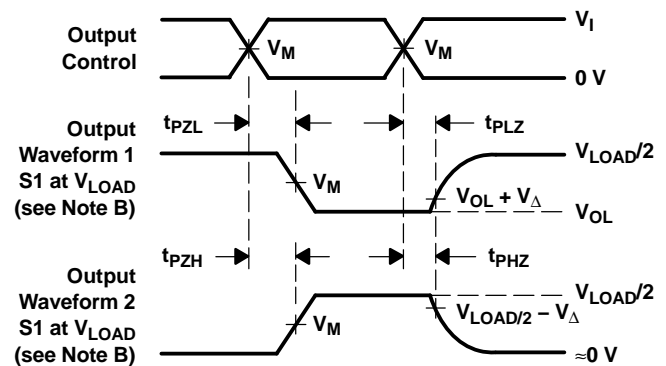 Output
Control
V_M
V_M
V_I
0 V
Output
Waveform 1
S1 at V_LOAD
(see Note B)
t_PZL
t_PLZ
V_M
V_LOAD/2
V_OL + V_Δ
V_OL
Output
Waveform 2
S1 at V_LOAD
(see Note B)
t_PZH
t_PHZ
V_M
V_LOAD/2
V_LOAD/2 − V_Δ
≈0 V